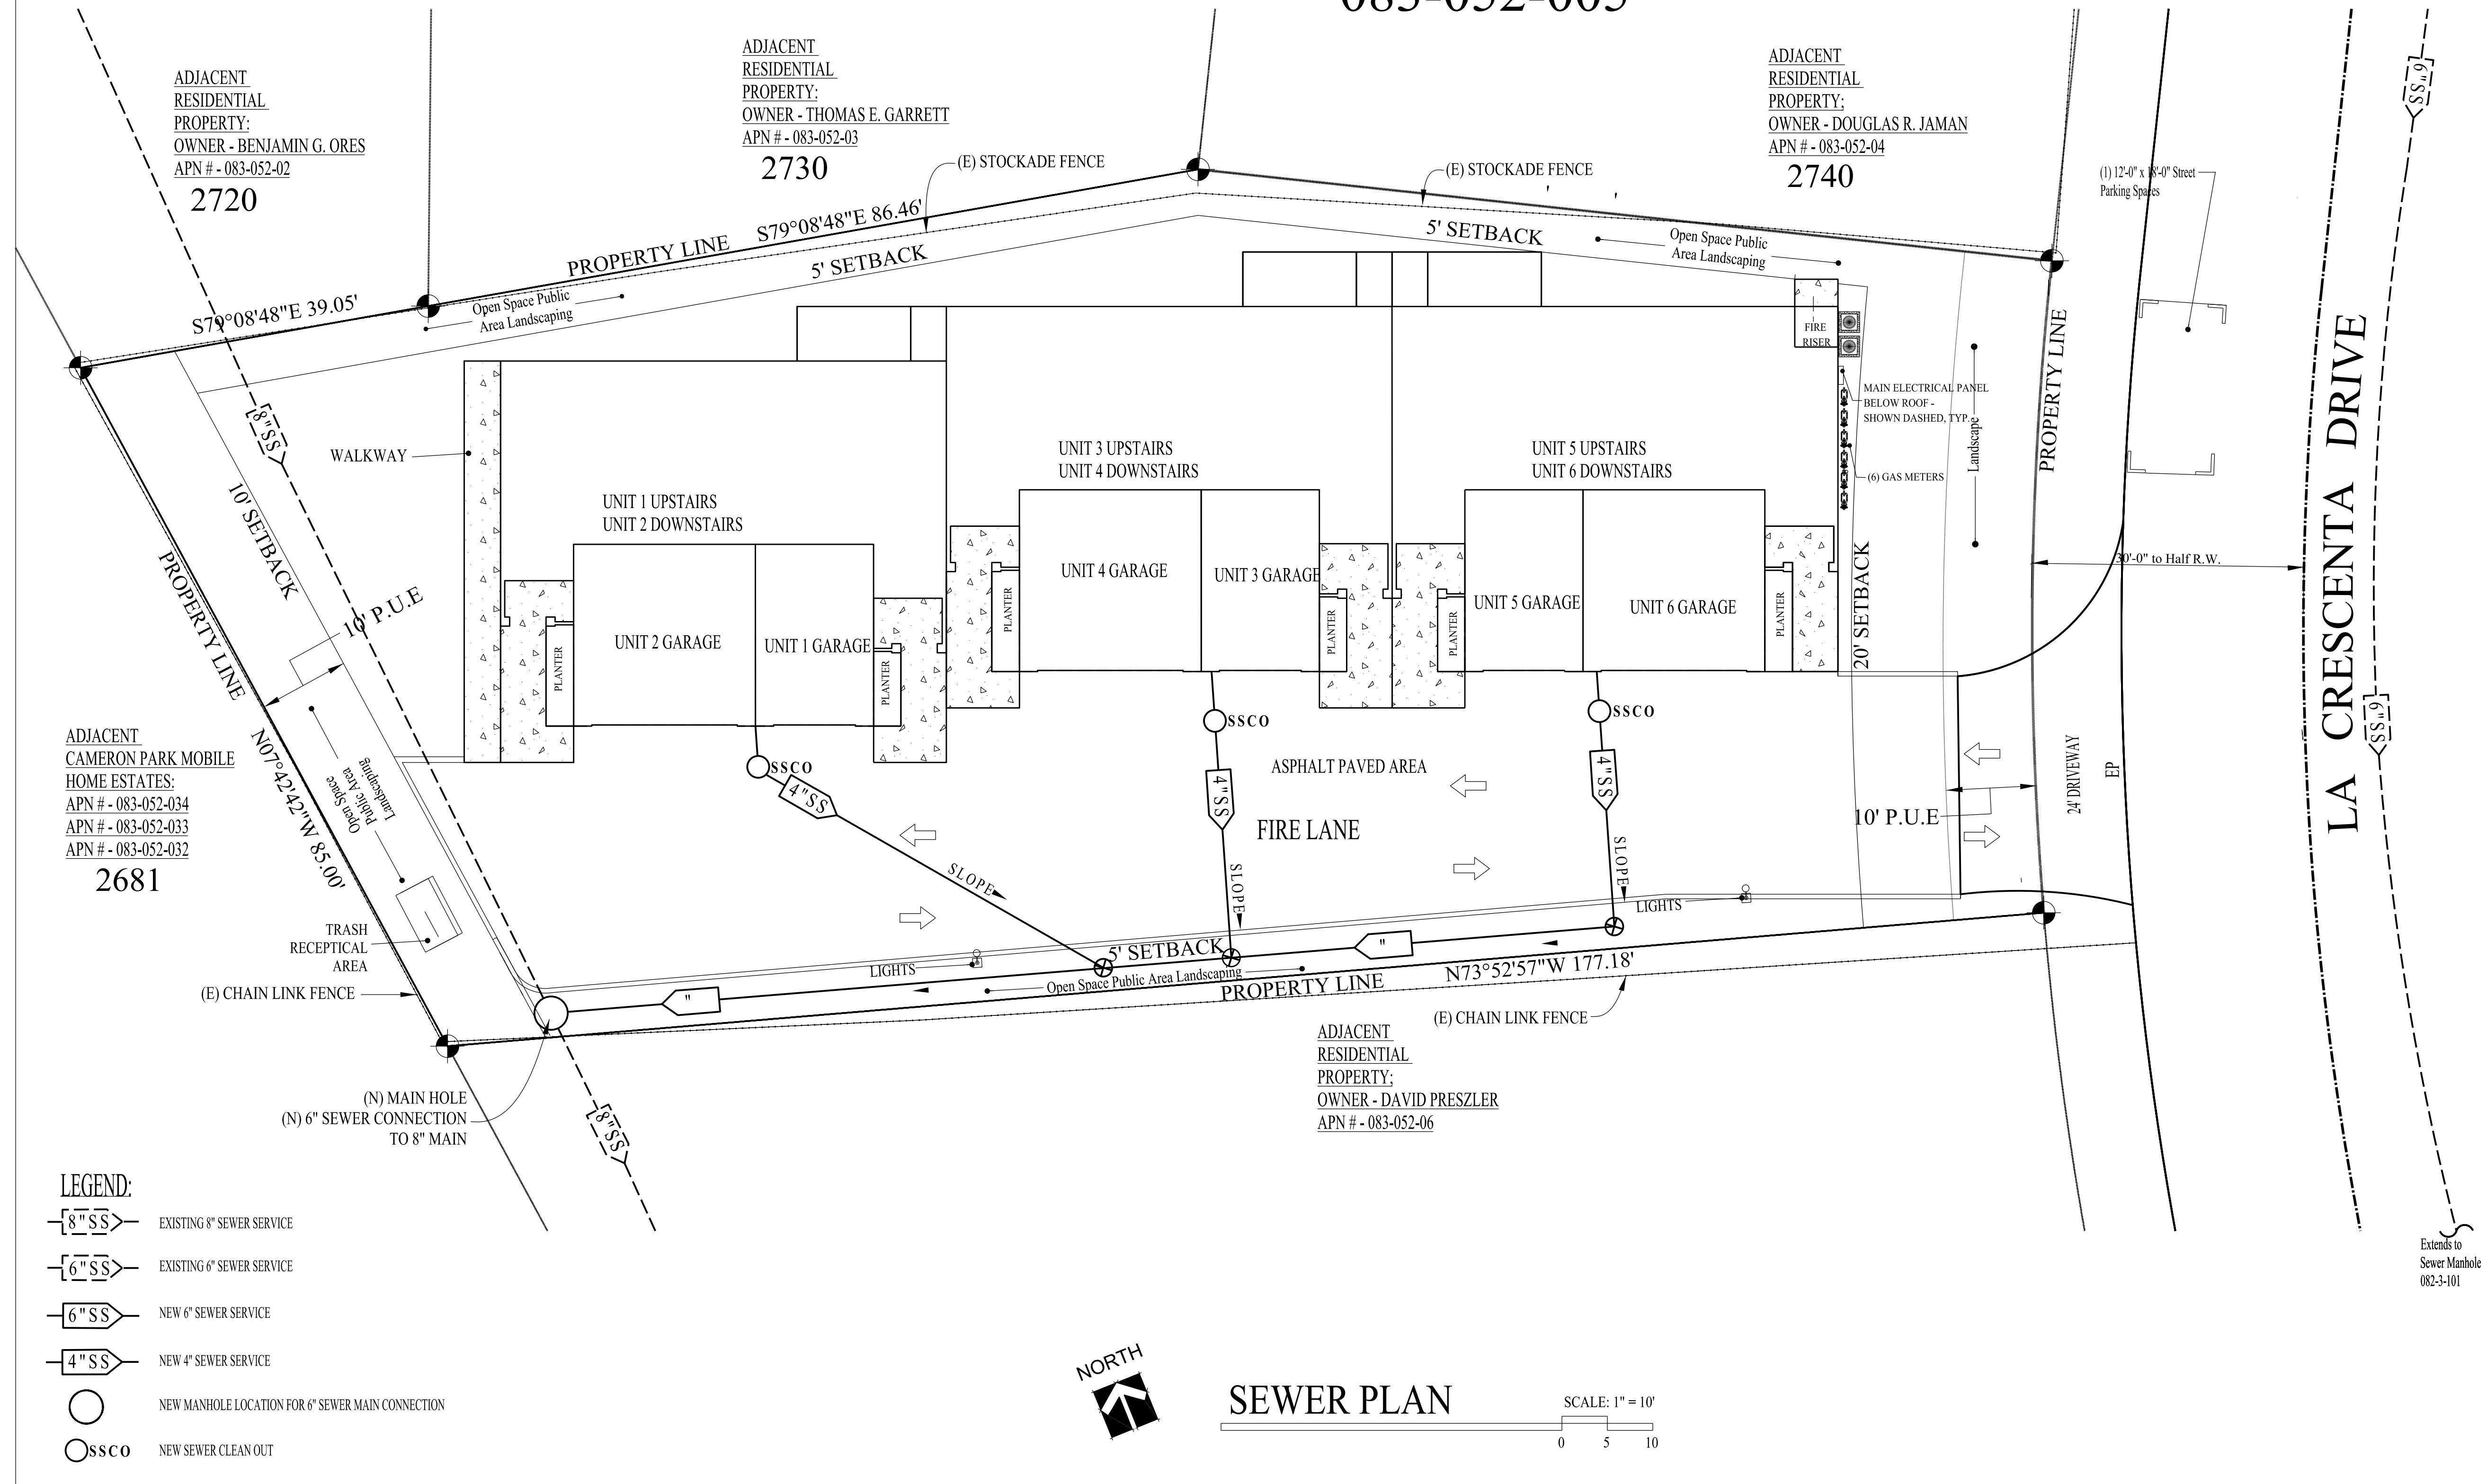 083-052-005
ADJACENT
RESIDENTIAL
PROPERTY:
OWNER - BENJAMIN G. ORES
APN # - 083-052-02
2720
ADJACENT
RESIDENTIAL
PROPERTY:
OWNER - THOMAS E. GARRETT
APN # - 083-052-03
2730
ADJACENT
RESIDENTIAL
PROPERTY;
OWNER - DOUGLAS R. JAMAN
APN # - 083-052-04
2740
(E) STOCKADE FENCE
(E) STOCKADE FENCE
(1) 12'-0" x 18'-0" Street
Parking Spaces
6"SS
S79°08'48"E 39.05'
PROPERTY LINE
S79°08'48"E 86.46'
5' SETBACK
5' SETBACK
Open Space Public
Area Landscaping
Open Space Public
Area Landscaping
FIRE
RISER
MAIN ELECTRICAL PANEL
BELOW ROOF -
SHOWN DASHED, TYP.
(6) GAS METERS
Landscape
PROPERTY LINE
LA CRESCENTA DRIVE
30'-0" to Half R.W.
8"SS
WALKWAY
10' SETBACK
PROPERTY LINE
10' P.U.E
N07°42'42"W 85.00'
UNIT 1 UPSTAIRS
UNIT 2 DOWNSTAIRS
UNIT 3 UPSTAIRS
UNIT 4 DOWNSTAIRS
UNIT 5 UPSTAIRS
UNIT 6 DOWNSTAIRS
PLANTER
UNIT 2 GARAGE
UNIT 1 GARAGE
PLANTER
PLANTER
UNIT 4 GARAGE
UNIT 3 GARAGE
PLANTER
PLANTER
UNIT 5 GARAGE
UNIT 6 GARAGE
PLANTER
20' SETBACK
6"SS
ADJACENT
CAMERON PARK MOBILE
HOME ESTATES:
APN # - 083-052-034
APN # - 083-052-033
APN # - 083-052-032
2681
Open Space
Public Area
Landscaping
SSCO
SSCO
SSCO
4"SS
4"SS
4"SS
ASPHALT PAVED AREA
FIRE LANE
SLOPE
SLOPE
SLOPE
10' P.U.E
24' DRIVEWAY
EP
TRASH
RECEPTICAL
AREA
LIGHTS
LIGHTS
5' SETBACK
"
"
Open Space Public Area Landscaping
PROPERTY LINE
N73°52'57"W 177.18'
(E) CHAIN LINK FENCE
(E) CHAIN LINK FENCE
(N) MAIN HOLE
(N) 6" SEWER CONNECTION
TO 8" MAIN
8"SS
ADJACENT
RESIDENTIAL
PROPERTY;
OWNER - DAVID PRESZLER
APN # - 083-052-06
Extends to
Sewer Manhole
082-3-101
LEGEND:
8"SS EXISTING 8" SEWER SERVICE
6"SS EXISTING 6" SEWER SERVICE
6"SS NEW 6" SEWER SERVICE
4"SS NEW 4" SEWER SERVICE
NEW MANHOLE LOCATION FOR 6" SEWER MAIN CONNECTION
SSCO NEW SEWER CLEAN OUT
NORTH
SEWER PLAN
SCALE: 1" = 10'
0 5 10